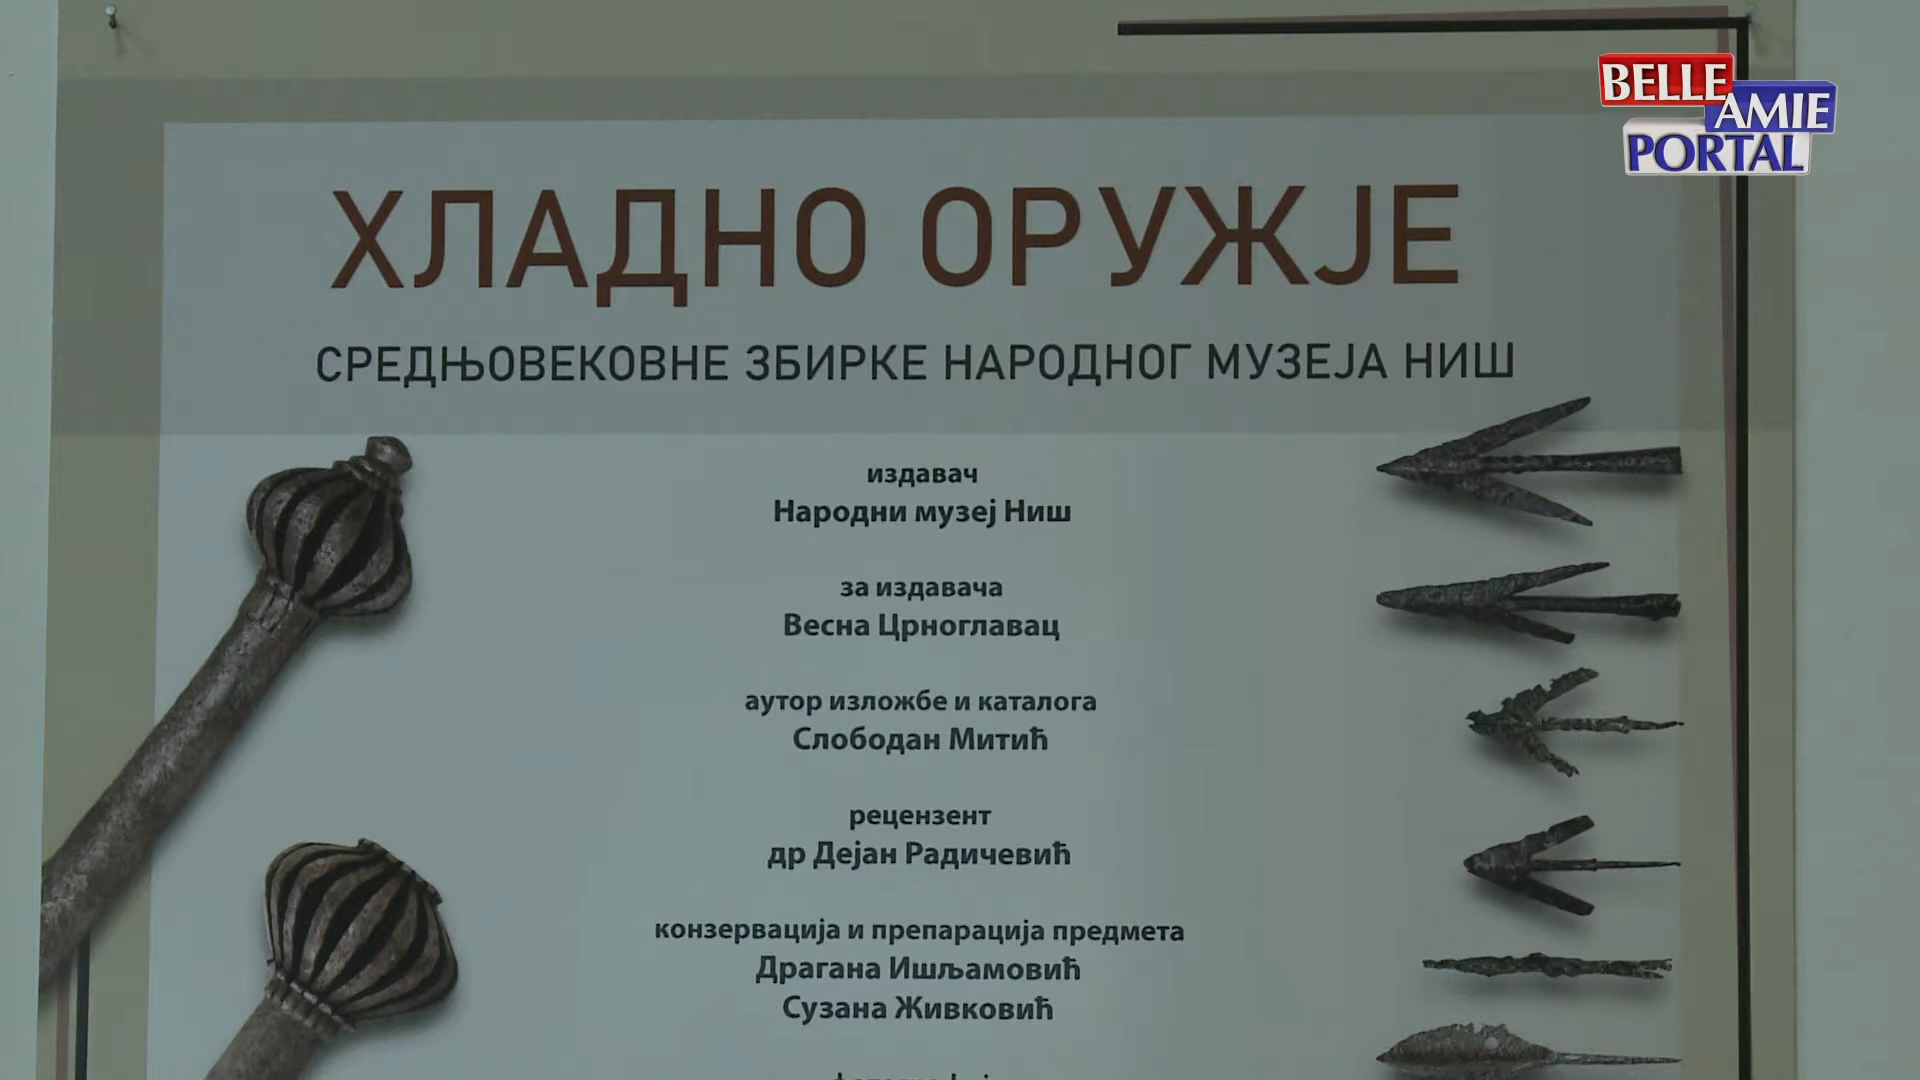 BELLE
AMIE
PORTAL
ХЛАДНО ОРУЖЈЕ
СРЕДЊОВЕКОВНЕ ЗБИРКЕ НАРОДНОГ МУЗЕЈА НИШ
издавач
Народни музеј Ниш
за издавача
Весна Црноглавац
аутор изложбе и каталога
Слободан Митић
рецензент
др Дејан Радичевић
конзервација и препарација предмета
Драгана Ишљамовић
Сузана Живковић